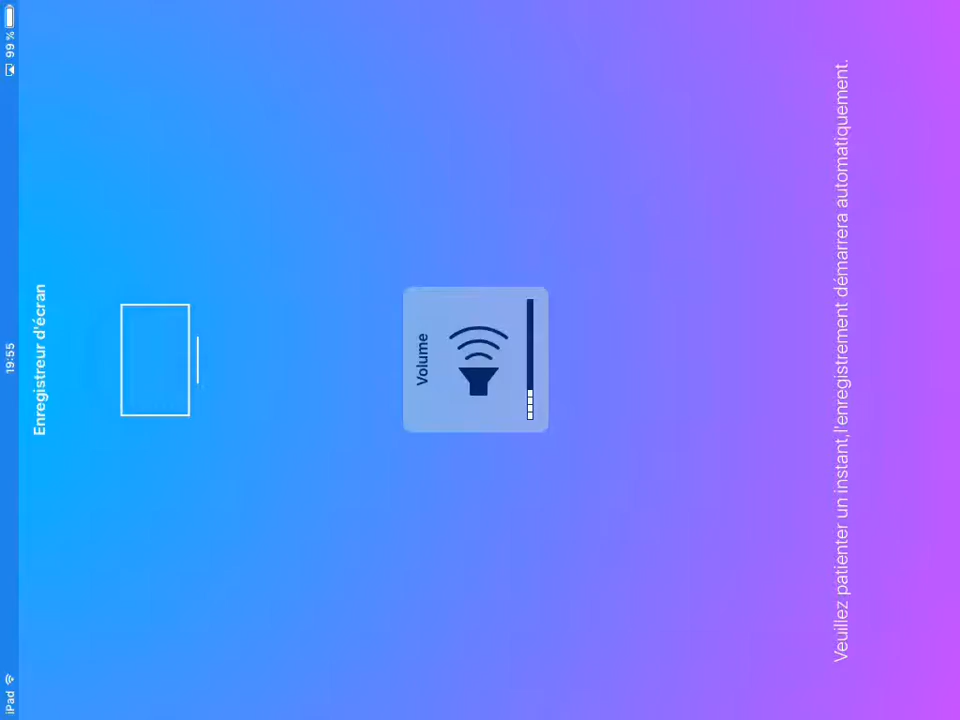 iPad 19:55 99 %
Enregistreur d'écran
Volume
Veuillez patienter un instant,l'enregistrement démarrera automatiquement.